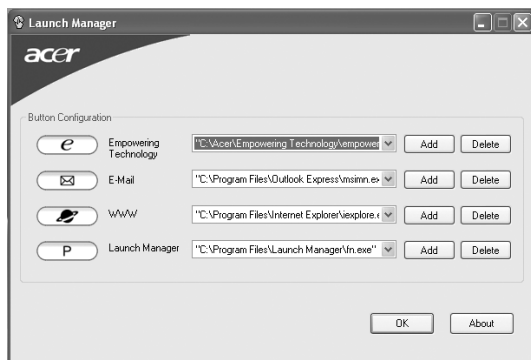 Launch Manager
acer
Button Configuration
e Empowering Technology "C:\Acer\Empowering Technology\empower Add Delete
E-Mail "C:\Program Files\Outlook Express\msimn.ex Add Delete
WWW "C:\Program Files\Internet Explorer\iexplore.e Add Delete
P Launch Manager "C:\Program Files\Launch Manager\fn.exe" Add Delete
OK About